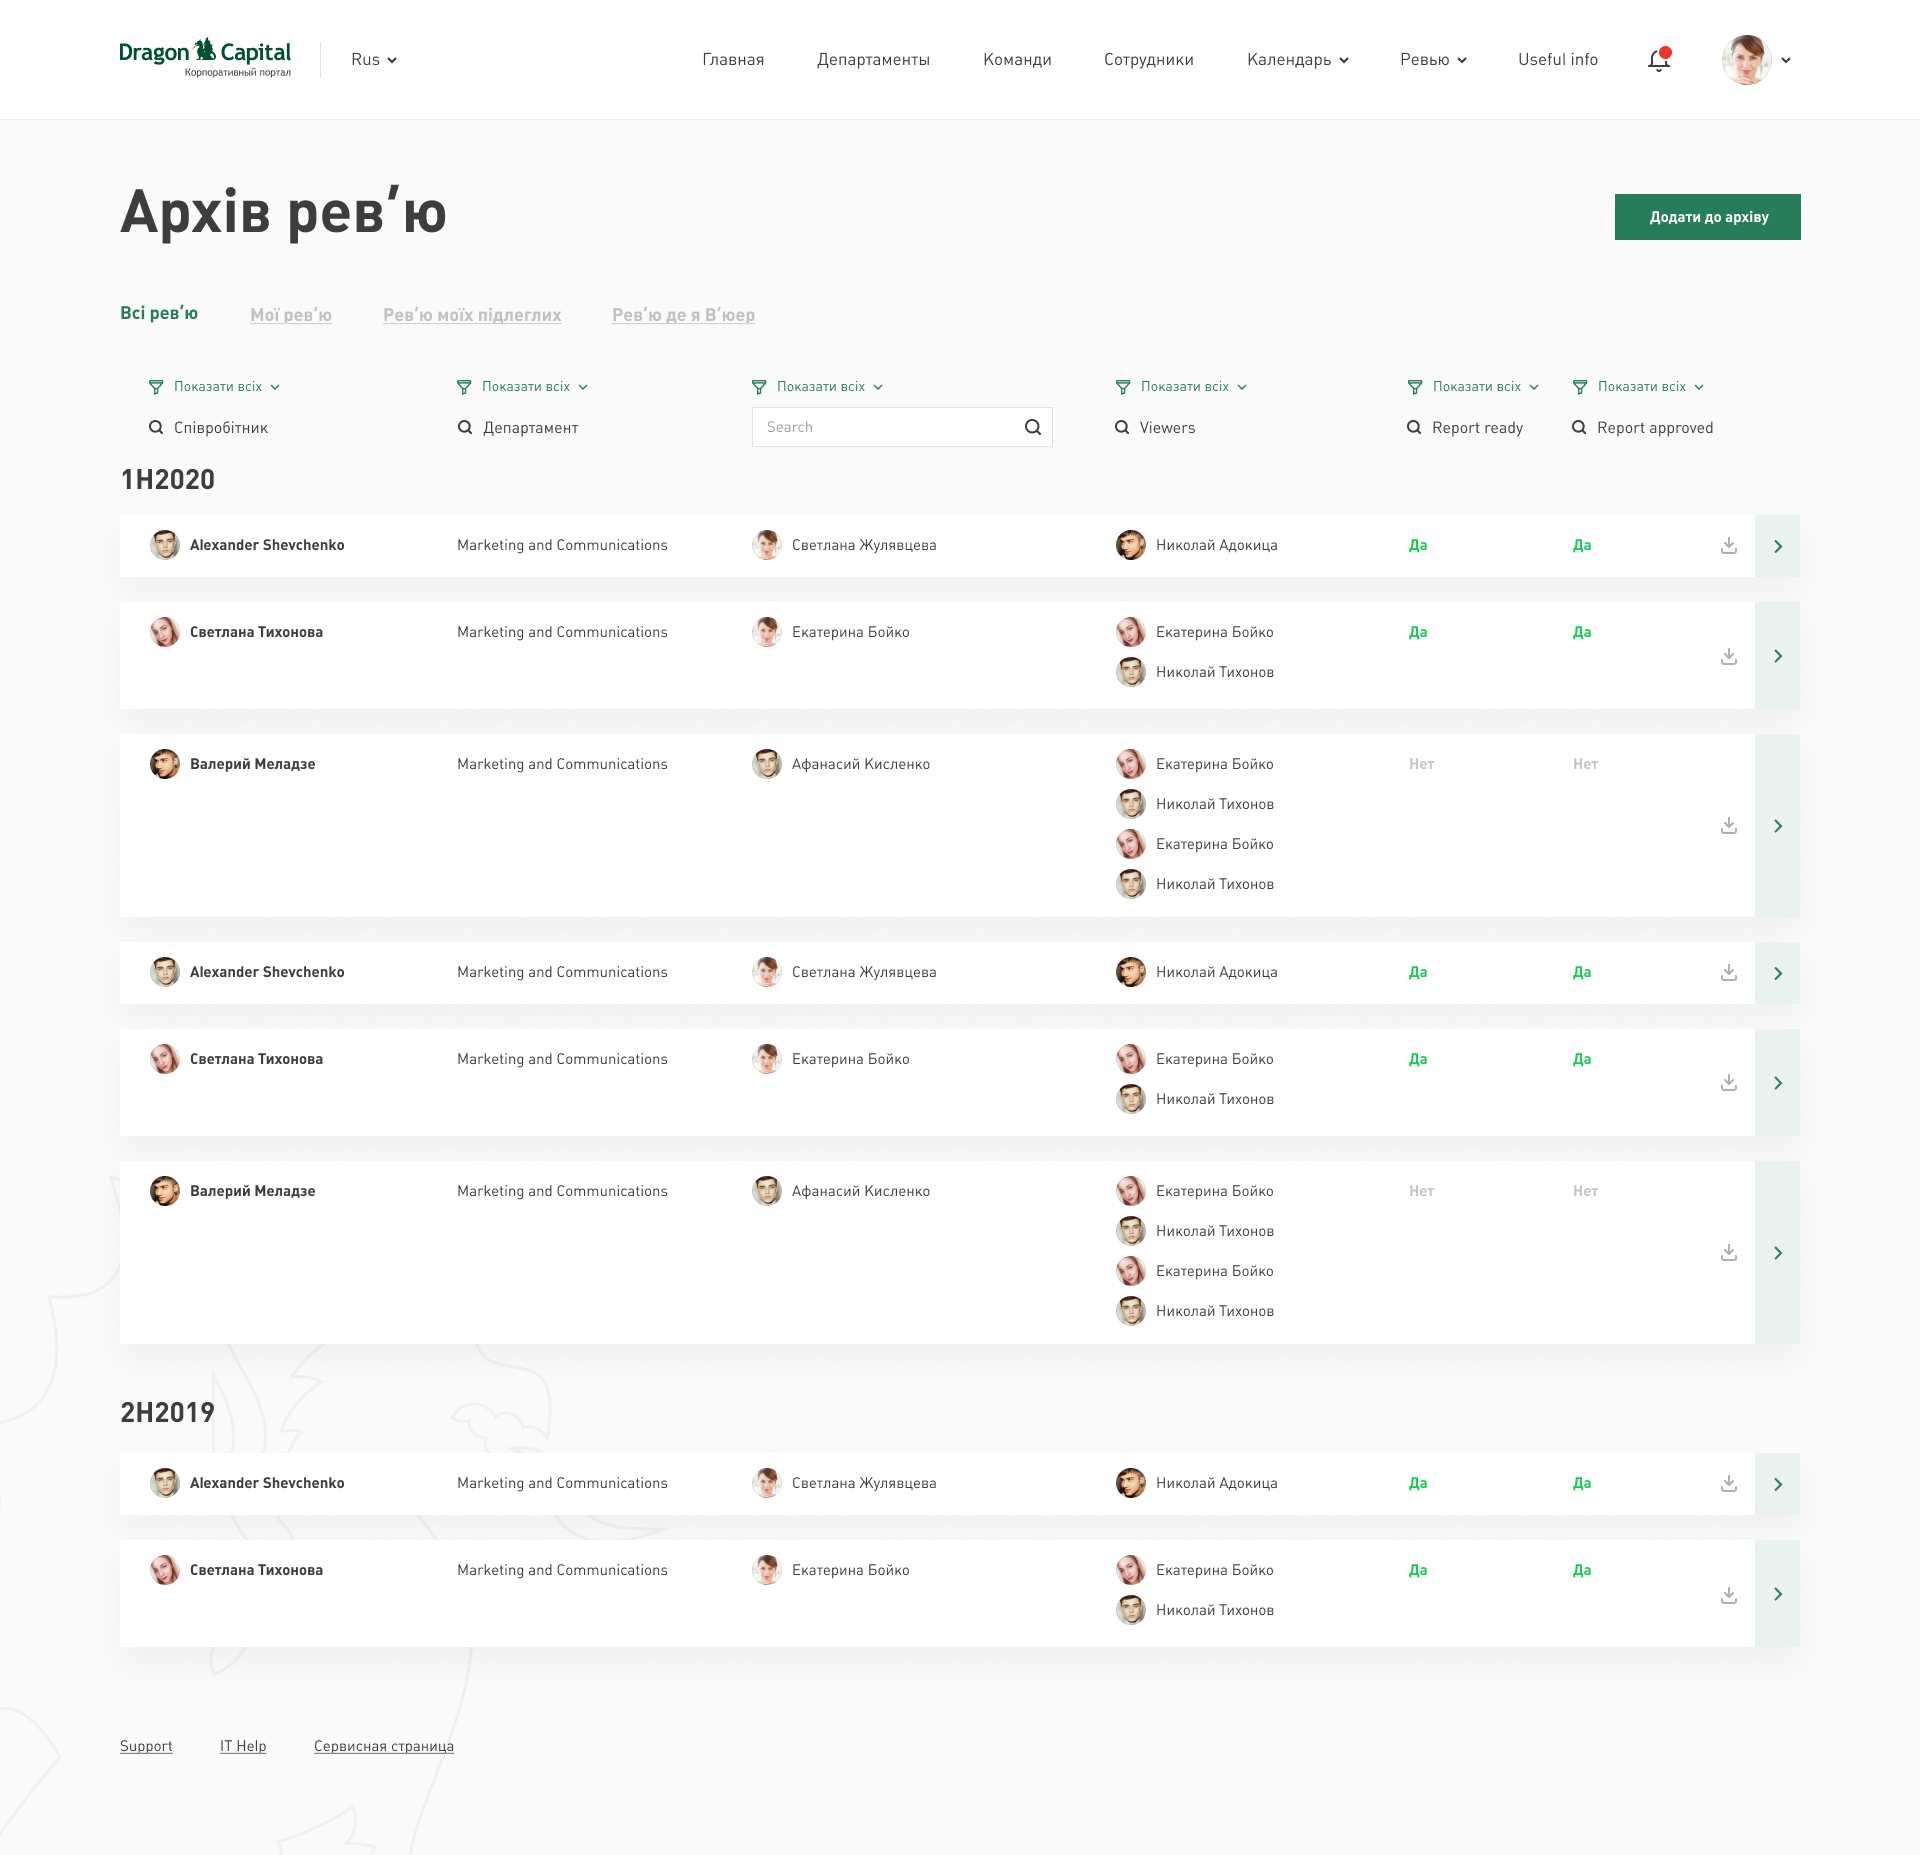 Dragon Capital
Корпоративный портал
Rus
Главная Департаменты Команди Сотрудники Календарь Ревью Useful info
Архів рев’ю
Додати до архіву
Всі рев’ю Мої рев’ю Рев’ю моїх підлеглих Рев’ю де я В’юер
Показати всіх Показати всіх Показати всіх Показати всіх Показати всіх Показати всіх
Співробітник Департамент Search Viewers Report ready Report approved
1H2020
Alexander Shevchenko Marketing and Communications Светлана Жулявцева Николай Адокица Да Да
Светлана Тихонова Marketing and Communications Екатерина Бойко Екатерина Бойко Да Да
Николай Тихонов
Валерий Меладзе Marketing and Communications Афанасий Кисленко Екатерина Бойко Нет Нет
Николай Тихонов
Екатерина Бойко
Николай Тихонов
Alexander Shevchenko Marketing and Communications Светлана Жулявцева Николай Адокица Да Да
Светлана Тихонова Marketing and Communications Екатерина Бойко Екатерина Бойко Да Да
Николай Тихонов
Валерий Меладзе Marketing and Communications Афанасий Кисленко Екатерина Бойко Нет Нет
Николай Тихонов
Екатерина Бойко
Николай Тихонов
2H2019
Alexander Shevchenko Marketing and Communications Светлана Жулявцева Николай Адокица Да Да
Светлана Тихонова Marketing and Communications Екатерина Бойко Екатерина Бойко Да Да
Николай Тихонов
Support IT Help Сервисная страница